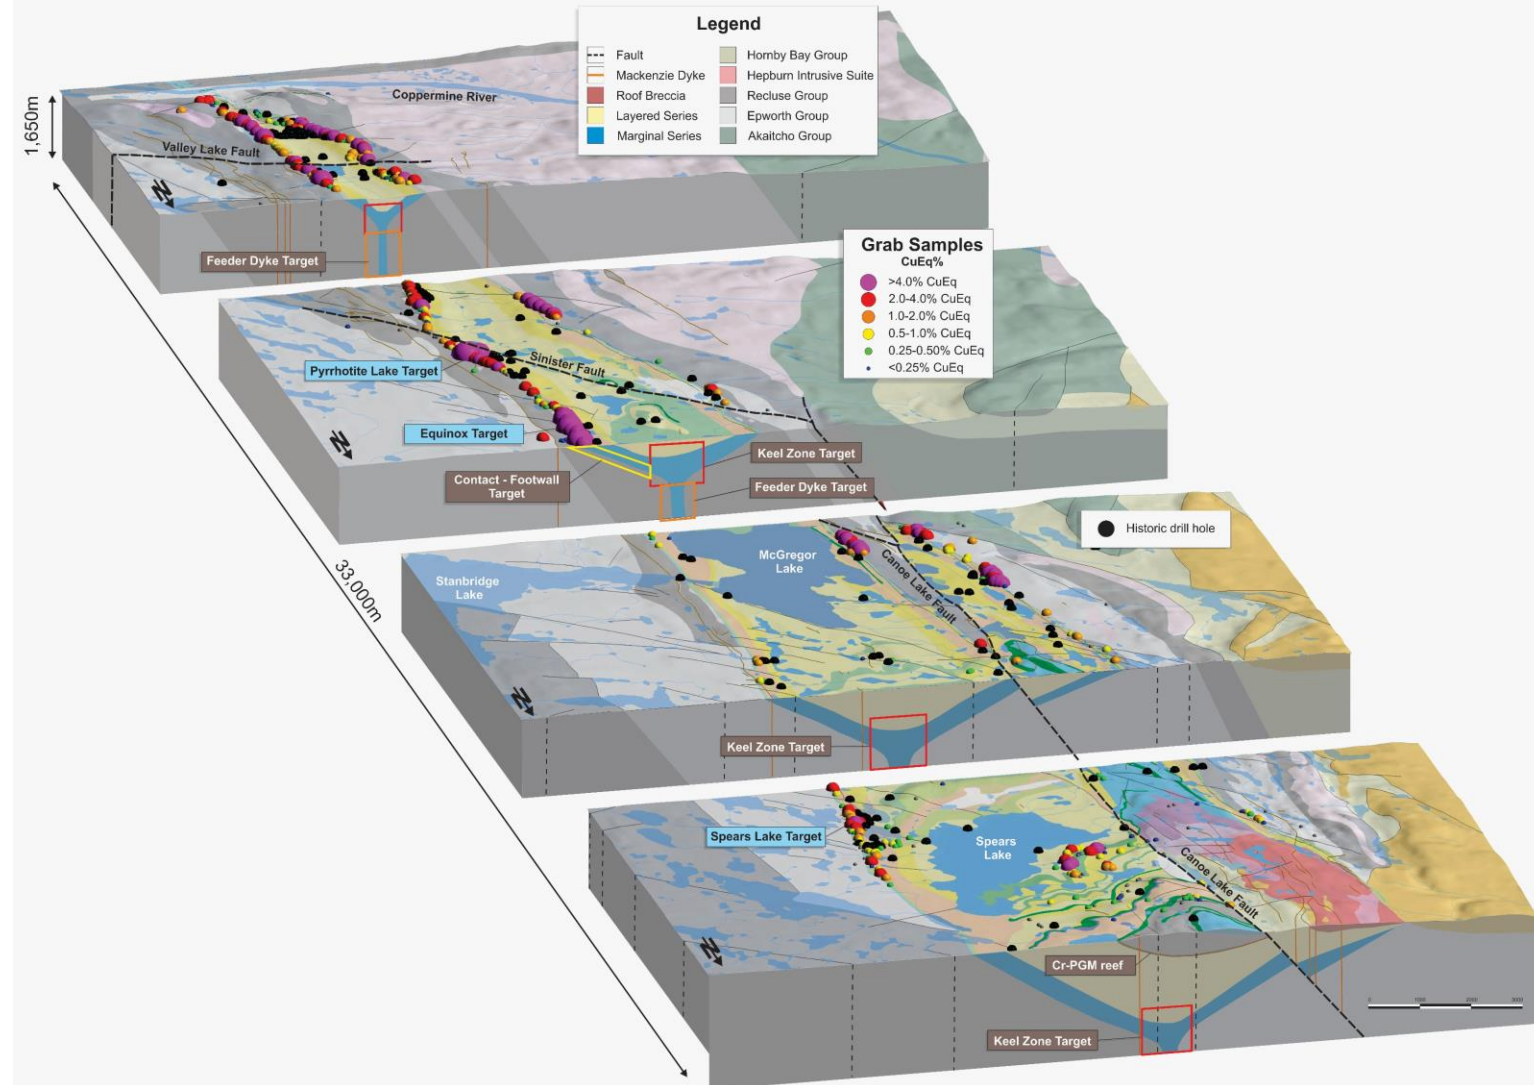 Legend
Fault
Mackenzie Dyke
Roof Breccia
Layered Series
Marginal Series
Hornby Bay Group
Hepburn Intrusive Suite
Recluse Group
Epworth Group
Akaitcho Group
1,650m
Coppermine River
Valley Lake Fault
N
Feeder Dyke Target
Grab Samples
CuEq%
>4.0% CuEq
2.0-4.0% CuEq
1.0-2.0% CuEq
0.5-1.0% CuEq
0.25-0.50% CuEq
<0.25% CuEq
Pyrrhotite Lake Target
Sinister Fault
Equinox Target
N
Keel Zone Target
Contact - Footwall
Target
Feeder Dyke Target
Historic drill hole
33,000m
Stanbridge
Lake
McGregor
Lake
Canoe Lake Fault
N
Keel Zone Target
Spears Lake Target
Spears
Lake
Canoe Lake Fault
N
Cr-PGM reef
Keel Zone Target
0 1000 2000 3000